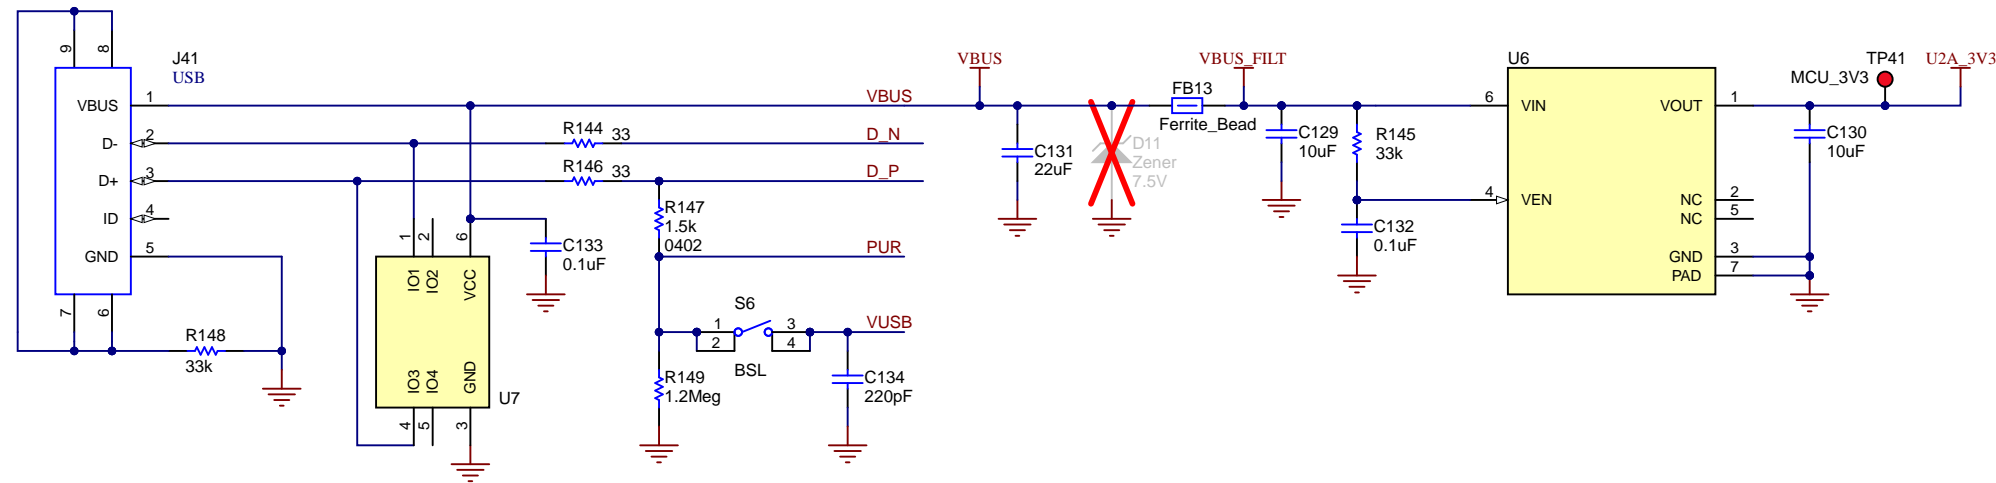 J41
USB
9
8
VBUS
1
D-
2
D+
3
ID
4
GND
5
7
6
R148
33k
R144
33
R146
33
VBUS
D_N
D_P
R147
1.5k
0402
PUR
1
2
6
IO1
IO2
VCC
IO3
IO4
GND
4
5
3
U7
C133
0.1uF
S6
1
2
3
4
BSL
VUSB
R149
1.2Meg
C134
220pF
VBUS
C131
22uF
D11
Zener
7.5V
FB13
Ferrite_Bead
VBUS_FILT
C129
10uF
R145
33k
C132
0.1uF
U6
6
VIN
4
VEN
VOUT
1
NC
2
NC
5
GND
3
PAD
7
TP41
MCU_3V3
U2A_3V3
C130
10uF